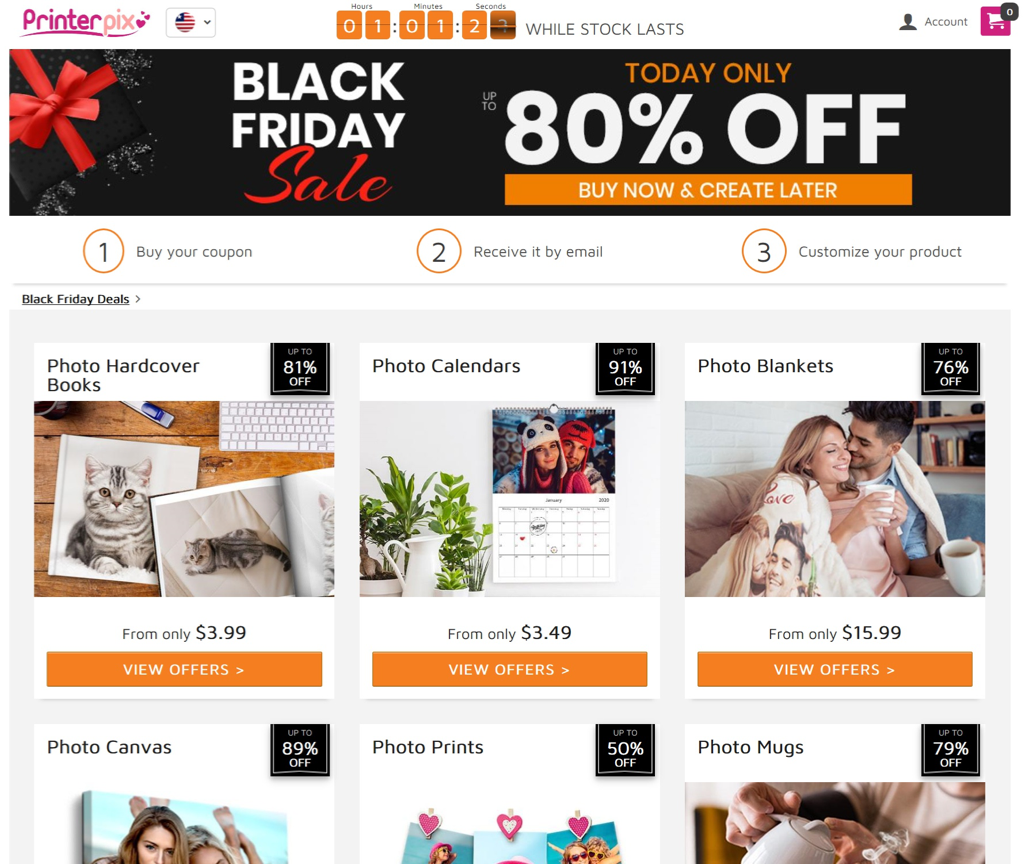 Printerpix
Hours Minutes Seconds
01:01:2
WHILE STOCK LASTS
Account
0
BLACK
FRIDAY
Sale
TODAY ONLY
UP
TO
80% OFF
BUY NOW & CREATE LATER
1 Buy your coupon
2 Receive it by email
3 Customize your product
Black Friday Deals >
Photo Hardcover
Books
UP TO
81%
OFF
From only $3.99
VIEW OFFERS >
Photo Calendars
UP TO
91%
OFF
January 2020
From only $3.49
VIEW OFFERS >
Photo Blankets
UP TO
76%
OFF
Love
From only $15.99
VIEW OFFERS >
Photo Canvas
UP TO
89%
OFF
Photo Prints
UP TO
50%
OFF
Photo Mugs
UP TO
79%
OFF